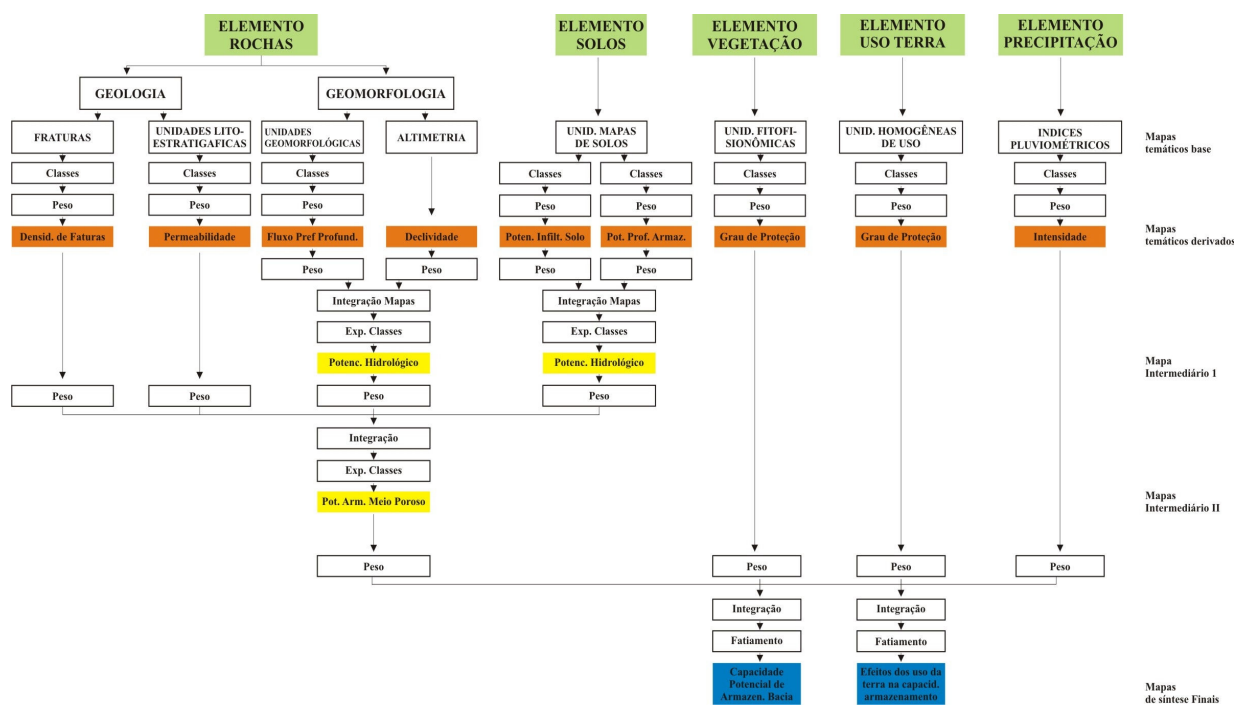 ELEMENTO
ROCHAS
ELEMENTO
SOLOS
ELEMENTO
VEGETAÇÃO
ELEMENTO
USO TERRA
ELEMENTO
PRECIPITAÇÃO
GEOLOGIA
GEOMORFOLOGIA
FRATURAS
UNIDADES LITO-
ESTRATIGAFICAS
UNIDADES
GEOMORFOLÓGICAS
ALTIMETRIA
UNID. MAPAS
DE SOLOS
UNID. FITOFI-
SIONÔMICAS
UNID. HOMOGÊNEAS
DE USO
INDICES
PLUVIOMÉTRICOS
Mapas
temáticos base
Classes
Classes
Classes
Classes
Classes
Classes
Classes
Classes
Peso
Peso
Peso
Peso
Peso
Peso
Peso
Peso
Densid. de Faturas
Permeabilidade
Fluxo Pref Profund.
Declividade
Poten. Infilt. Solo
Pot. Prof. Armaz.
Grau de Proteção
Grau de Proteção
Intensidade
Mapas
temáticos derivados
Peso
Peso
Peso
Peso
Integração Mapas
Integração Mapas
Exp. Classes
Exp. Classes
Potenc. Hidrológico
Potenc. Hidrológico
Mapa
Intermediário 1
Peso
Peso
Peso
Peso
Integração
Exp. Classes
Pot. Arm. Meio Poroso
Mapas
Intermediário II
Peso
Peso
Peso
Peso
Integração
Integração
Fatiamento
Fatiamento
Capacidade
Potencial de
Armazen. Bacia
Efeitos dos uso da
terra na capacid.
armazenamento
Mapas
de síntese Finais